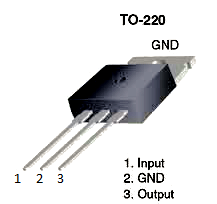 TO-220
GND
1 2 3
1. Input
2. GND
3. Output